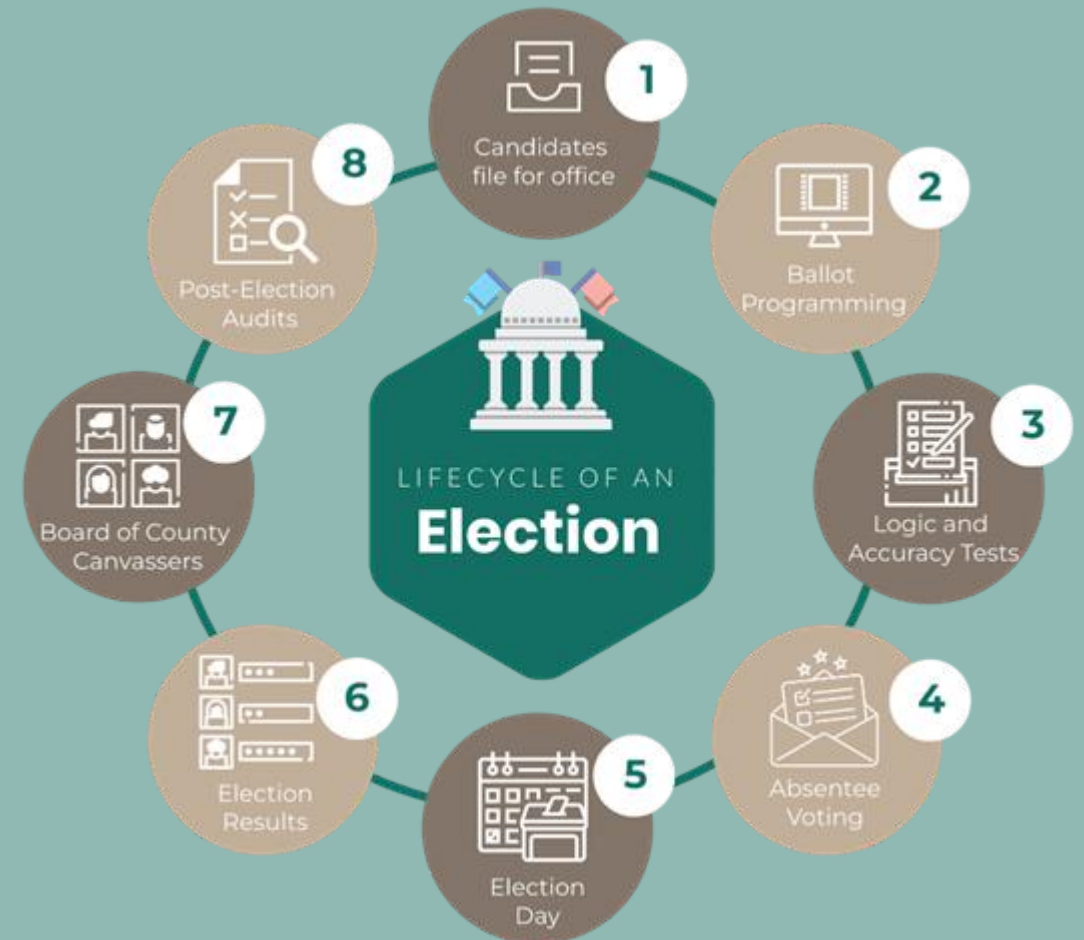 LIFECYCLE OF AN
Election
1
Candidates
file for office
2
Ballot
Programming
3
Logic and
Accuracy Tests
4
Absentee
Voting
5
Election
Day
6
Election
Results
7
Board of County
Canvassers
8
Post-Election
Audits